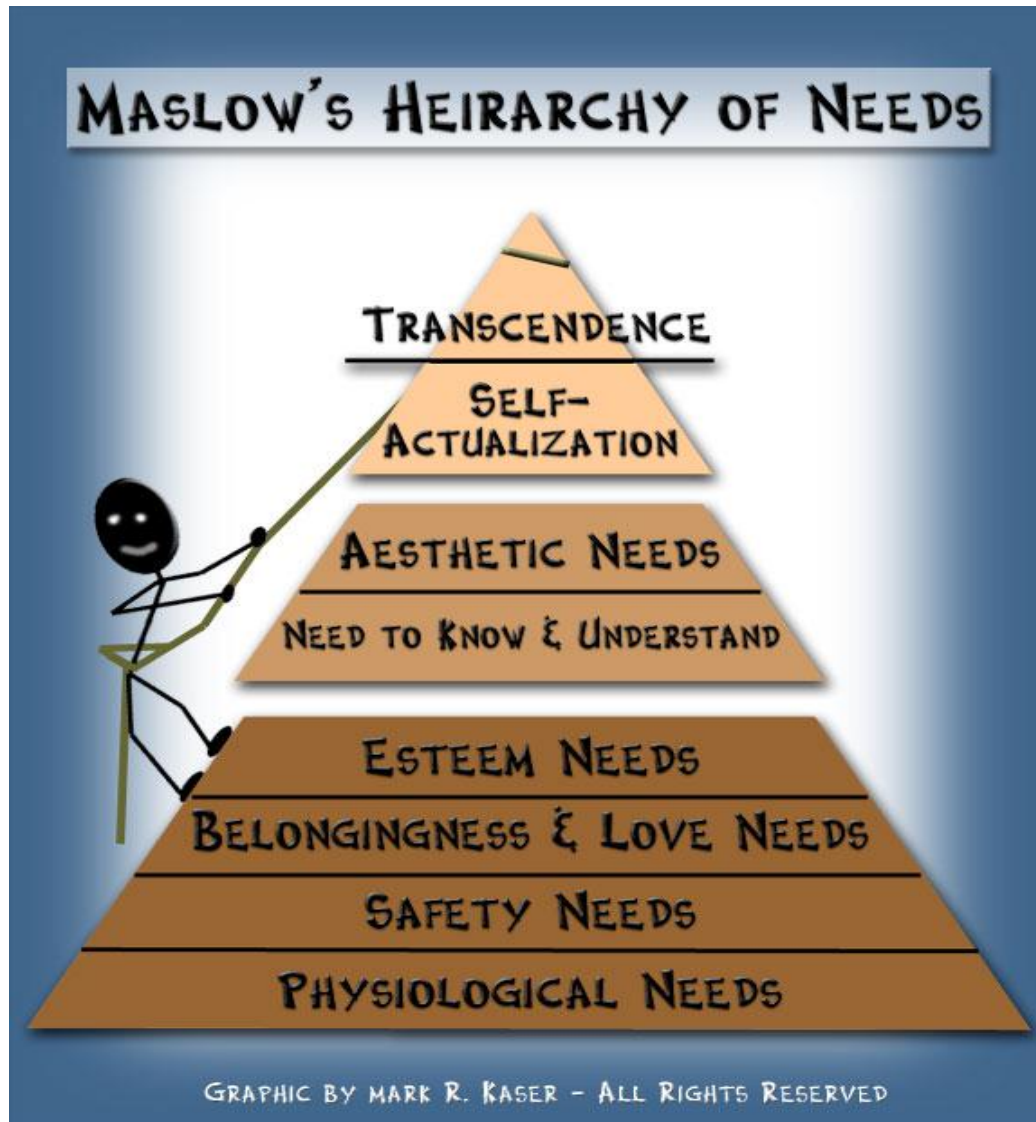 Maslow's Heirarchy of Needs
Transcendence
Self-
Actualization
Aesthetic Needs
Need to Know & Understand
Esteem Needs
Belongingness & Love Needs
Safety Needs
Physiological Needs
Graphic by Mark R. Kaser - All Rights Reserved